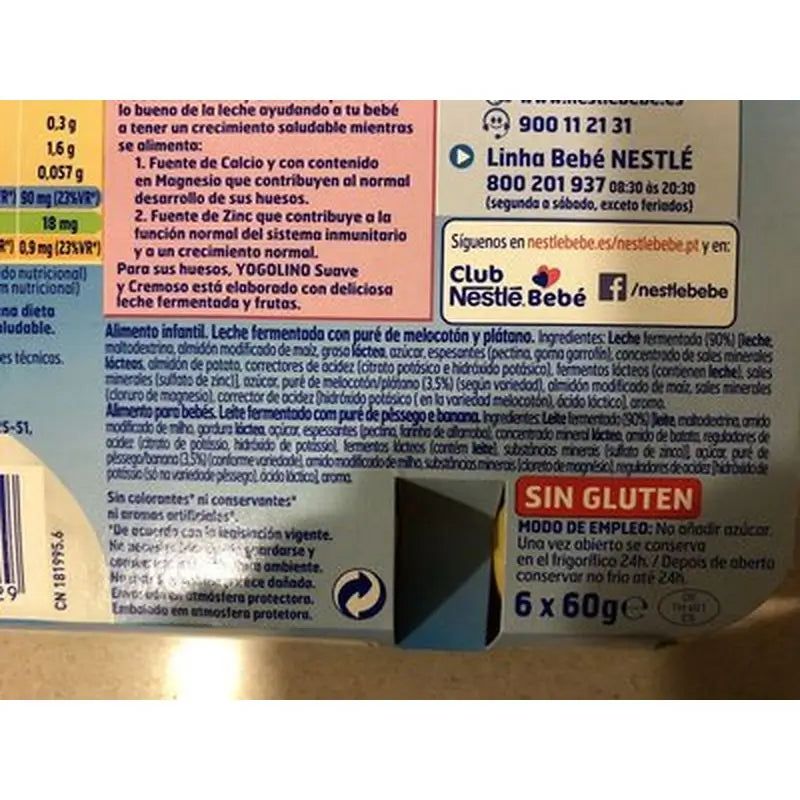 0,3 g
1,6 g
0,057 g
90 mg (23%VR*)
18 mg
0,9 mg (23%VR*)
do nutricional)
m nutricional)
na dieta
aludable.
es técnicos.
S-S1,
lo bueno de la leche ayudando a tu bebé
a tener un crecimiento saludable mientras
se alimenta:
1. Fuente de Calcio y con contenido
en Magnesio que contribuyen al normal
desarrollo de sus huesos.
2. Fuente de Zinc que contribuye a la
función normal del sistema inmunitario
y a un crecimiento normal.
Para sus huesos, YOGOLINO Suave
y Cremoso está elaborado con deliciosa
leche fermentada y frutas.
www.nestlebebe.es
900 11 21 31
Linha Bebé NESTLÉ
800 201 937 08:30 às 20:30
(segunda a sábado, exceto feriados)
Síguenos en nestlebebe.es/nestlebebe.pt y en:
Club
Nestlé Bebé
/nestlebebe
Alimento infantil. Leche fermentada con puré de melocotón y plátano. Ingredientes: Leche fermentada (90%) [leche,
maltodextrina, almidón modificado de maíz, grasa láctea, azúcar, espesantes (pectina, goma garrofín), concentrado de sales minerales
lácteas, almidón de patata, correctores de acidez (citrato potásico e hidróxido potásico), fermentos lácteos (contienen leche), sales
minerales (sulfato de zinc)], azúcar, puré de melocotón/plátano (3,5%) (según variedad), almidón modificado de maíz, sales minerales
(cloruro de magnesio), corrector de acidez (hidróxido potásico ( en la variedad melocotón), ácido láctico), aroma.
Alimento para bebés. Leite fermentado com puré de pêssego e banana. Ingredientes: Leite fermentado (90%) [leite, maltodextrina, amido
modificado de milho, gordura láctea, açúcar, espessantes (pectina, farinha de alfarroba), concentrado mineral lácteo, amido de batata, reguladores de
acidez (citrato de potássio, hidróxido de potássio), fermentos lácteos (contém leite), substâncias minerais (sulfato de zinco)], açúcar, puré de
pêssego/banana (3,5%) (conforme variedade), amido modificado de milho, substâncias minerais (cloreto de magnésio), reguladores de acidez (hidróxido de
potássio (só na variedade pêssego), ácido láctico), aroma.
Sin colorantes* ni conservantes*
ni aromas artificiales*.
*De acuerdo con la legislación vigente.
No guardarse y
ambiente.
dañada.
atmósfera protectora.
Embalado em atmosfera protetora.
CN 181995.6
SIN GLUTEN
MODO DE EMPLEO: No añadir azúcar.
Una vez abierto se conserva
en el frigorífico 24h. / Depois de aberto
conservar no frio até 24h.
6 x 60g e